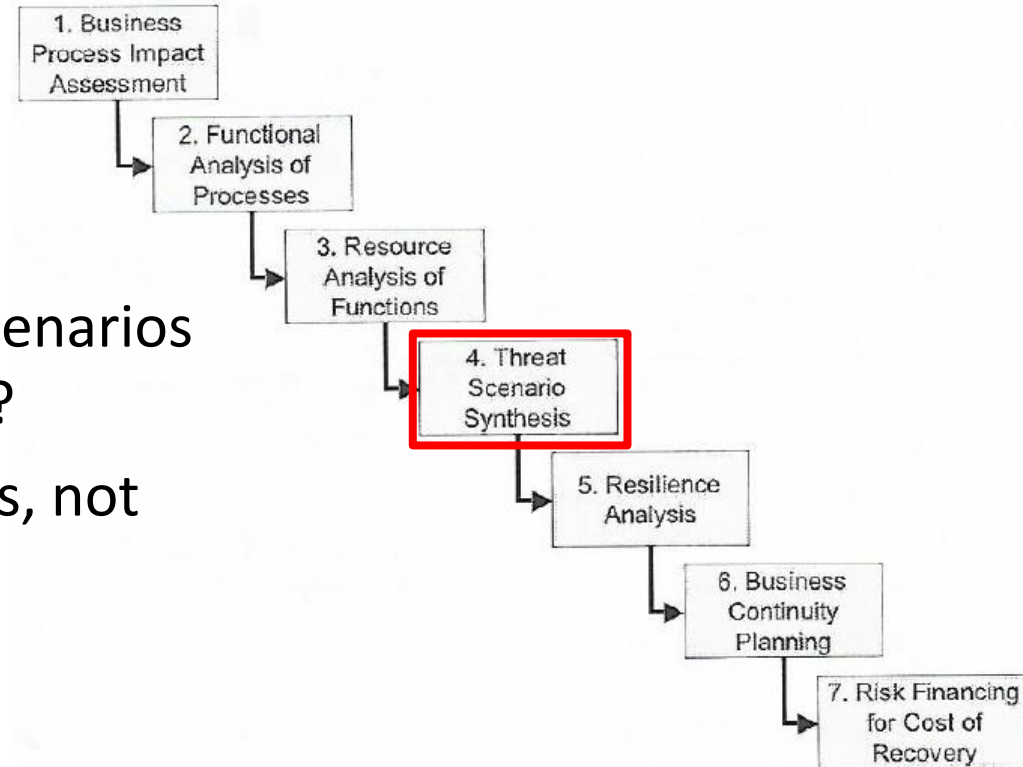 1. Business
Process Impact
Assessment
2. Functional
Analysis of
Processes
3. Resource
Analysis of
Functions
enarios
?
4. Threat
Scenario
Synthesis
s, not
5. Resilience
Analysis
6. Business
Continuity
Planning
7. Risk Financing
for Cost of
Recovery